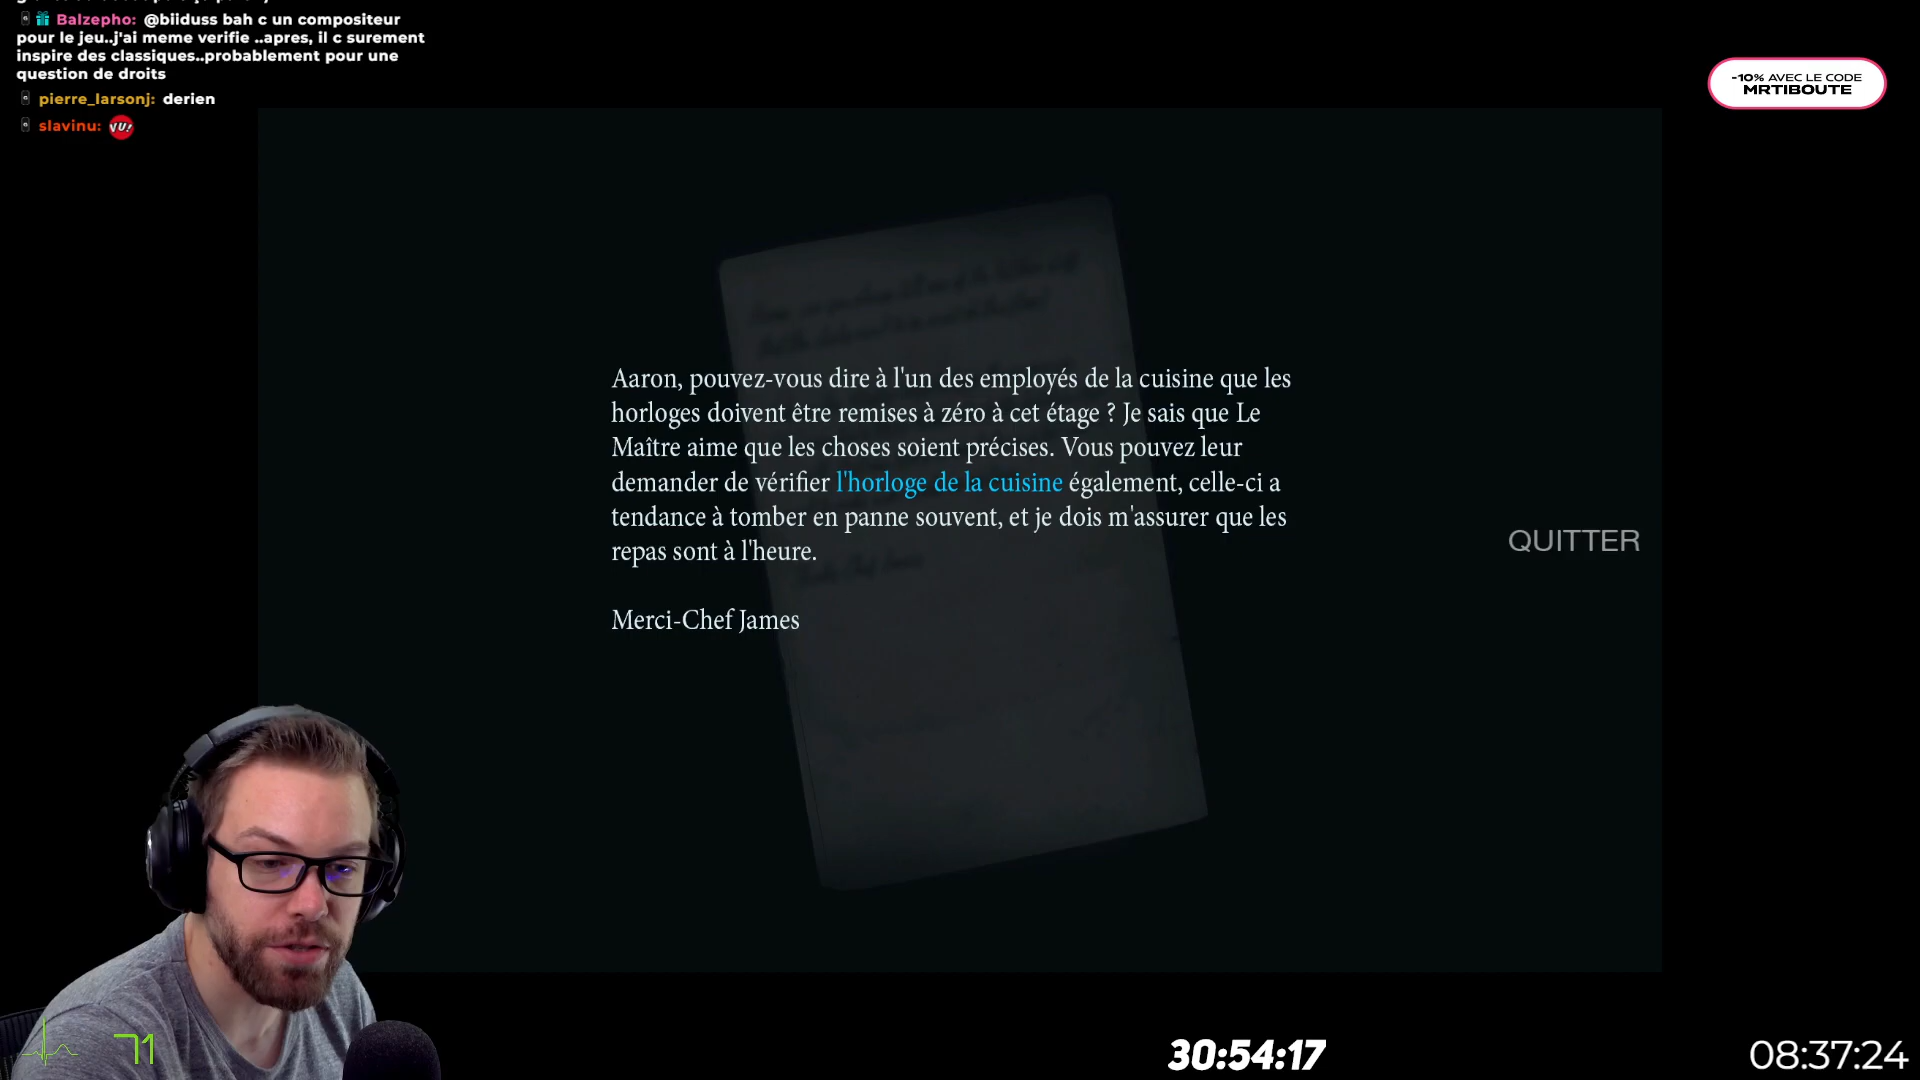 Balzepho: @biiduss bah c un compositeur
pour le jeu..j'ai meme verifie ..apres, il c surement
inspire des classiques..probablement pour une
question de droits
pierre_larsonj: derien
slavinu: VU!
-10% AVEC LE CODE
MRTIBOUTE
Aaron, pouvez-vous dire à l'un des employés de la cuisine que les
horloges doivent être remises à zéro à cet étage ? Je sais que Le
Maître aime que les choses soient précises. Vous pouvez leur
demander de vérifier l'horloge de la cuisine également, celle-ci a
tendance à tomber en panne souvent, et je dois m'assurer que les
repas sont à l'heure.
Merci-Chef James
QUITTER
71
30:54:17
08:37:24